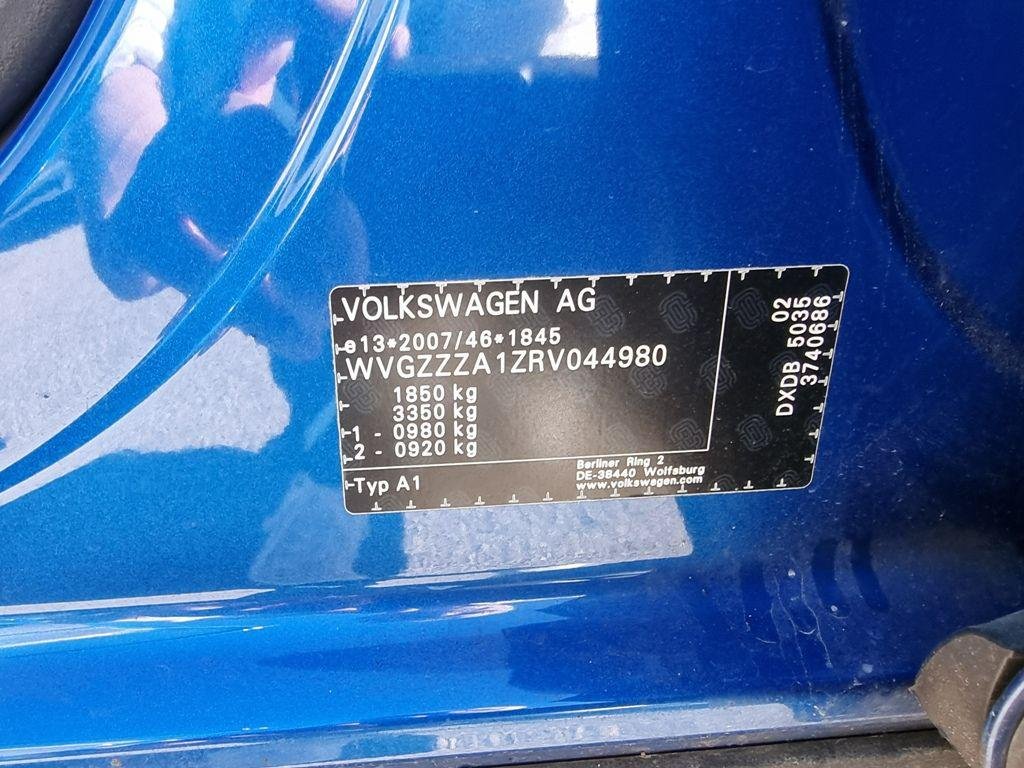 VOLKSWAGEN AG
e13*2007/46*1845
WVGZZZA1ZRV044980
1850 kg
3350 kg
1 - 0980 kg
2 - 0920 kg
Typ A1
Berliner Ring 2
DE-38440 Wolfsburg
www.volkswagen.com
02
DXDB 5035
3740686